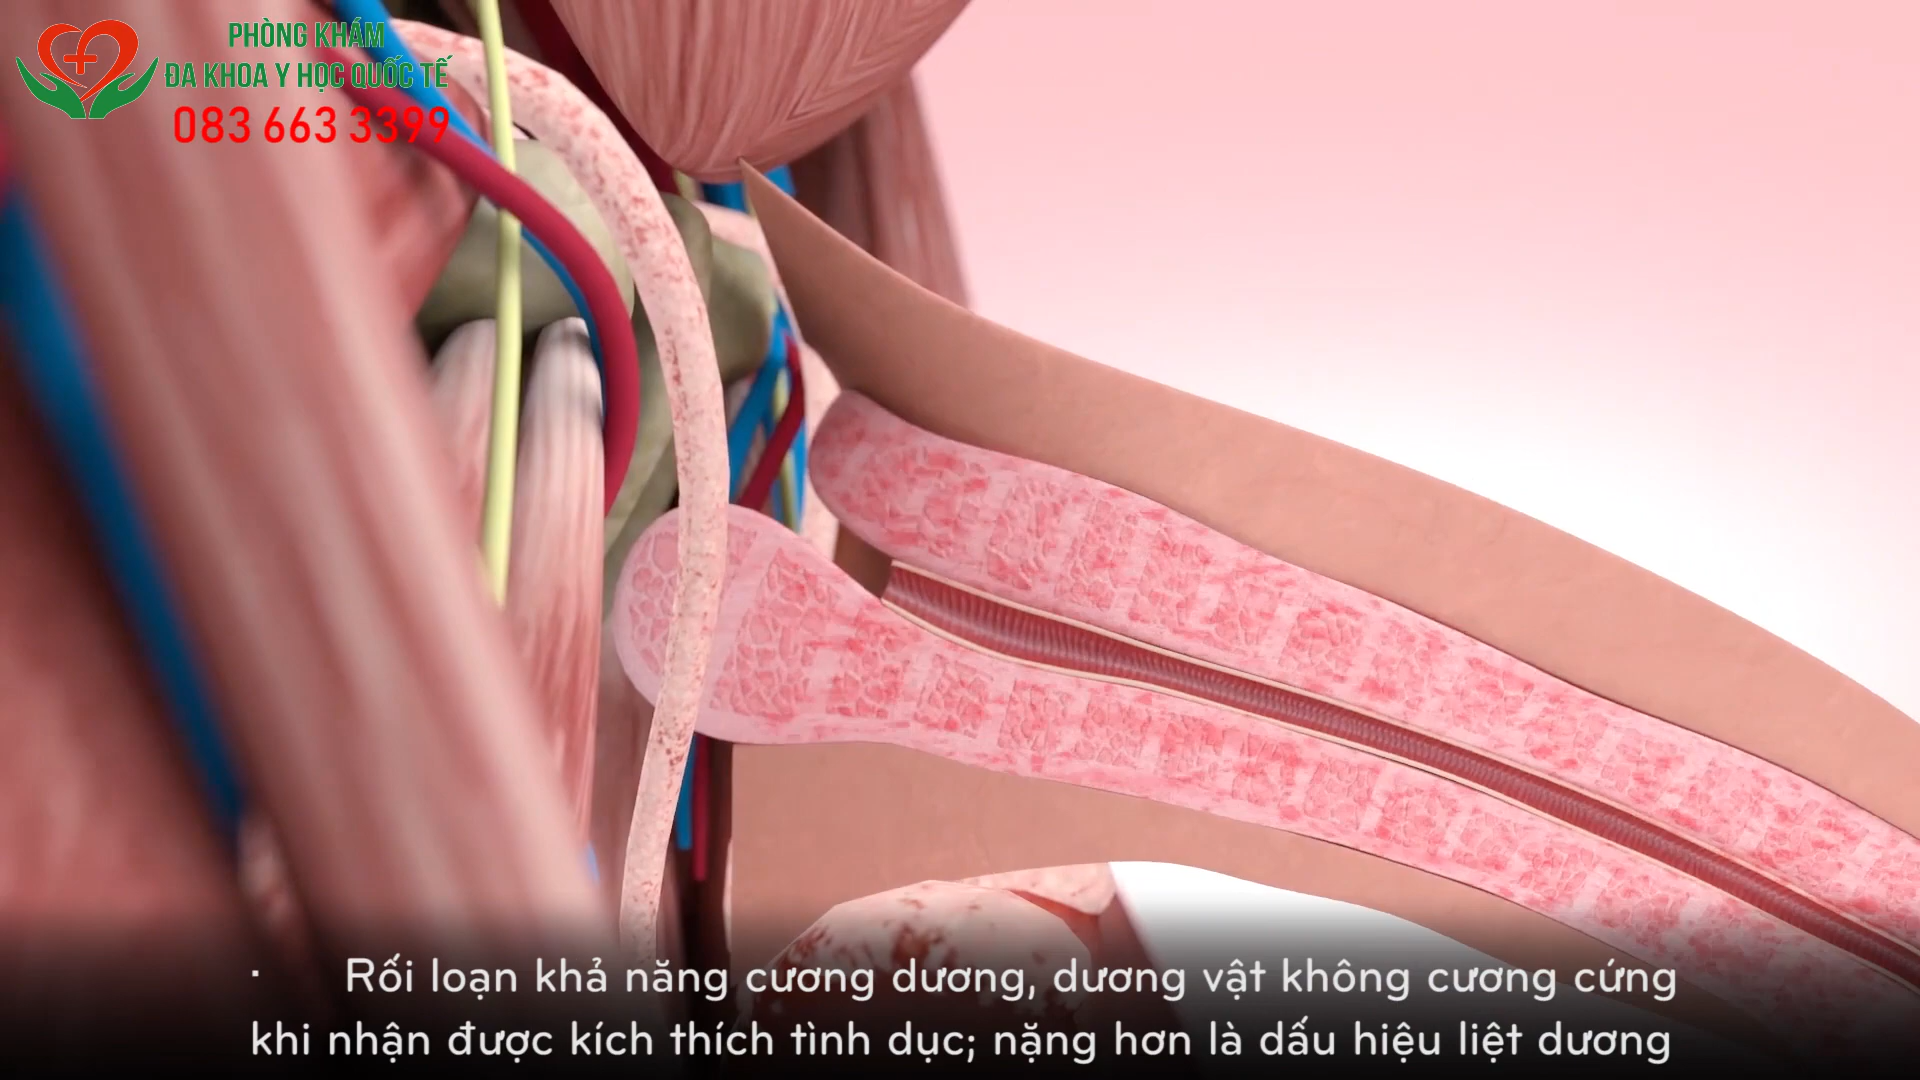 PHÒNG KHÁM
ĐA KHOA Y HỌC QUỐC TẾ
083 663 3399
· Rối loạn khả năng cương dương, dương vật không cương cứng
khi nhận được kích thích tình dục; nặng hơn là dấu hiệu liệt dương